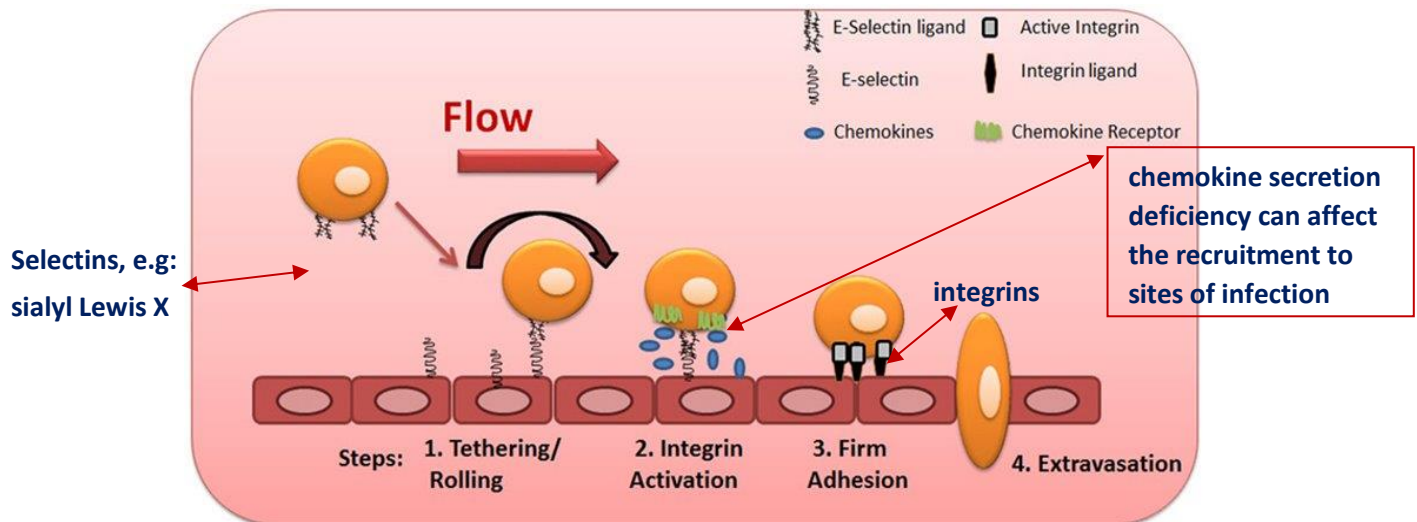 E-Selectin ligand
Active Integrin
E-selectin
Integrin ligand
Chemokines
Chemokine Receptor
Flow
chemokine secretion
deficiency can affect
the recruitment to
sites of infection
Selectins, e.g:
sialyl Lewis X
integrins
Steps:
1. Tethering/
Rolling
2. Integrin
Activation
3. Firm
Adhesion
4. Extravasation